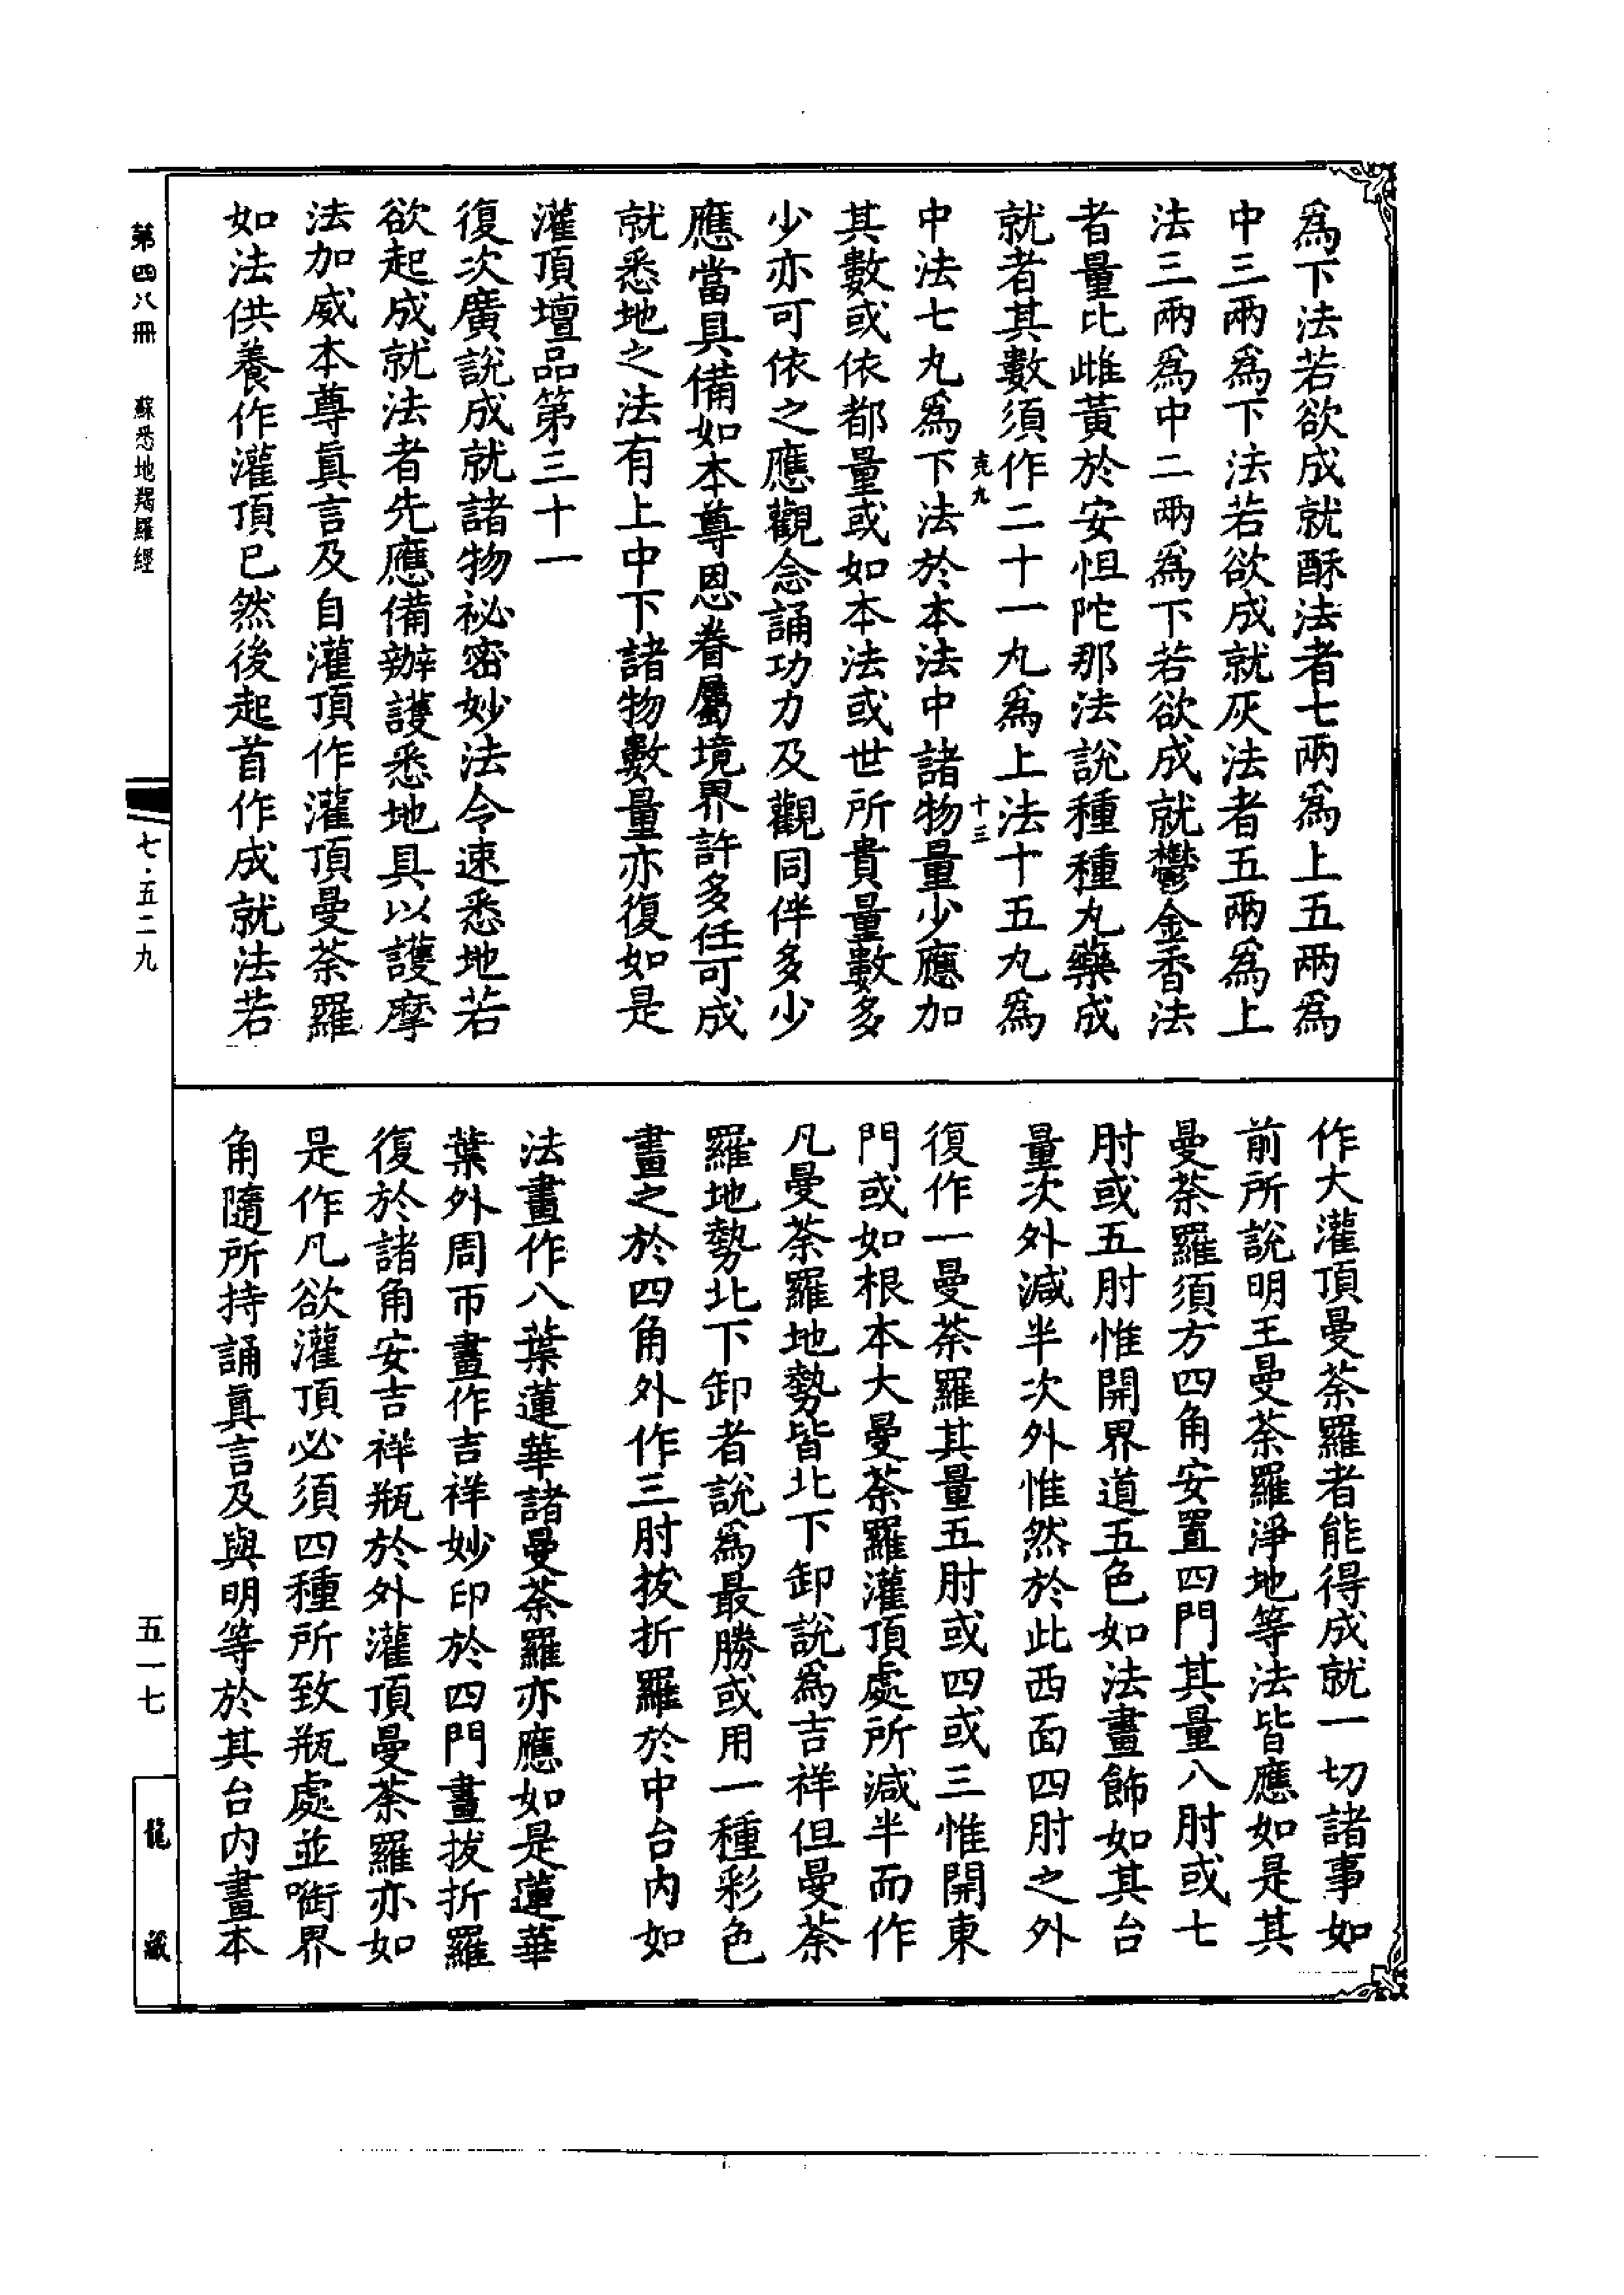 爲下法若欲成就酥法者七兩爲上五兩爲
中三兩爲下法若欲成就灰法者五兩爲上
法三兩爲中二兩爲下若欲成就鬱金香法
者量比雌黃於安怛陀那法說種種丸藥成
就者其數須作二十一丸爲上法十五丸爲
克九
十三
中法七丸爲下法於本法中諸物量少應加
其數或依都量或如本法或世所貴量數多
少亦可依之應觀念誦功力及觀同伴多少
應當具備如本尊恩眷屬境界許多任可成
就悉地之法有上中下諸物數量亦復如是
灌頂壇品第三十一
復次廣說成就諸物祕密妙法令速悉地若
欲起成就法者先應備辦護悉地具以護摩
法加威本尊眞言及自灌頂作灌頂曼荼羅
如法供養作灌頂已然後起首作成就法若
作大灌頂曼荼羅者能得成就一切諸事如
前所說明王曼荼羅淨地等法皆應如是其
曼荼羅須方四角安置四門其量八肘或七
肘或五肘惟開界道五色如法畫飾如其台
量次外減半次外惟然於此西面四肘之外
復作一曼荼羅其量五肘或四或三惟開東
門或如根本大曼荼羅灌頂處所減半而作
凡曼荼羅地勢皆北下卸說爲吉祥但曼荼
羅地勢北下卸者說爲最勝或用一種彩色
畫之於四角外作三肘拔折羅於中台內如
法畫作八葉蓮華諸曼荼羅亦應如是蓮華
葉外周帀畫作吉祥妙印於四門畫拔折羅
復於諸角安吉祥瓶於外灌頂曼荼羅亦如
是作凡欲灌頂必須四種所致瓶處並㗸界
角隨所持誦眞言及與明等於其台內畫本
第四八冊
蘇悉地羯羅經
七·五二九
五一七
龍藏